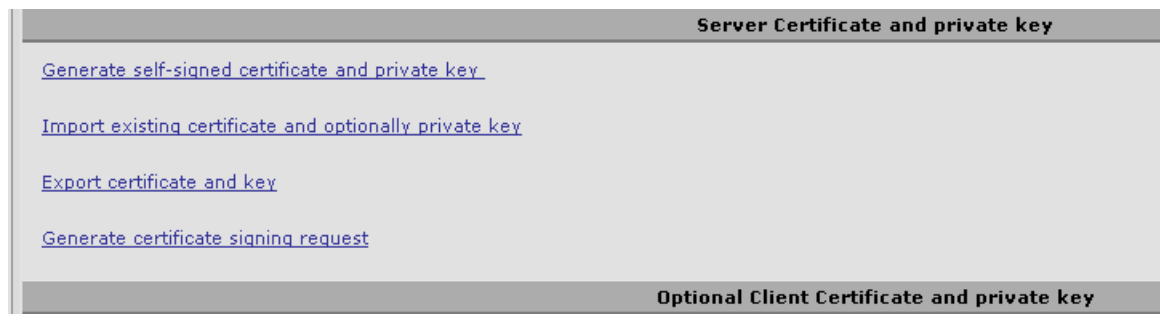 Server Certificate and private key
Generate self-signed certificate and private key
Import existing certificate and optionally private key
Export certificate and key
Generate certificate signing request
Optional Client Certificate and private key